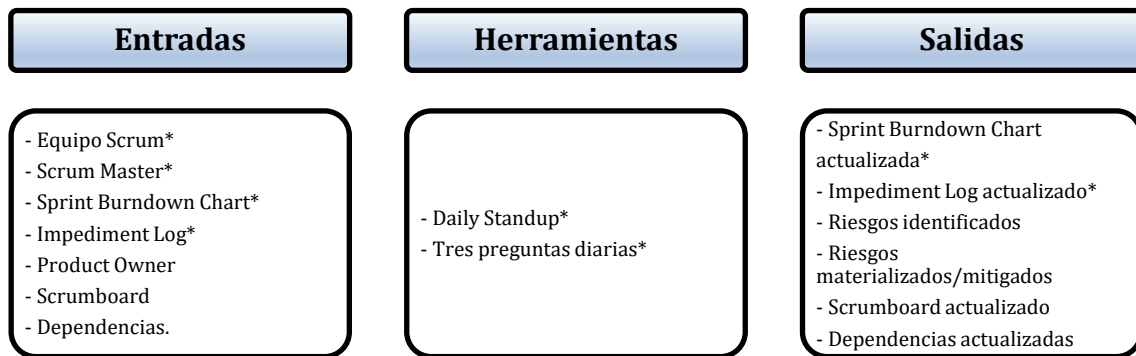 Entradas
- Equipo Scrum*
- Scrum Master*
- Sprint Burndown Chart*
- Impediment Log*
- Product Owner
- Scrumboard
- Dependencias.
Herramientas
- Daily Standup*
- Tres preguntas diarias*
Salidas
- Sprint Burndown Chart
actualizada*
- Impediment Log actualizado*
- Riesgos identificados
- Riesgos
materializados/mitigados
- Scrumboard actualizado
- Dependencias actualizadas